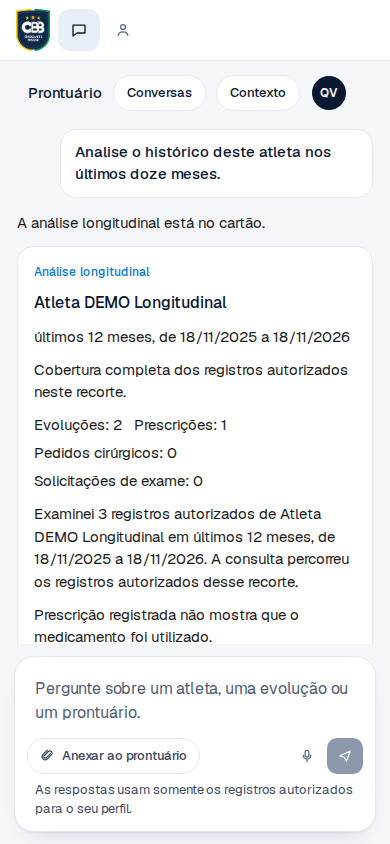 CBB
Prontuário
Conversas
Contexto
QV
Analise o histórico deste atleta nos
últimos doze meses.
A análise longitudinal está no cartão.
Análise longitudinal
Atleta DEMO Longitudinal
últimos 12 meses, de 18/11/2025 a 18/11/2026
Cobertura completa dos registros autorizados
neste recorte.
Evoluções: 2 Prescrições: 1
Pedidos cirúrgicos: 0
Solicitações de exame: 0
Examinei 3 registros autorizados de Atleta
DEMO Longitudinal em últimos 12 meses, de
18/11/2025 a 18/11/2026. A consulta percorreu
os registros autorizados desse recorte.
Prescrição registrada não mostra que o
medicamento foi utilizado.
Pergunte sobre um atleta, uma evolução ou
um prontuário.
Anexar ao prontuário
As respostas usam somente os registros autorizados
para o seu perfil.